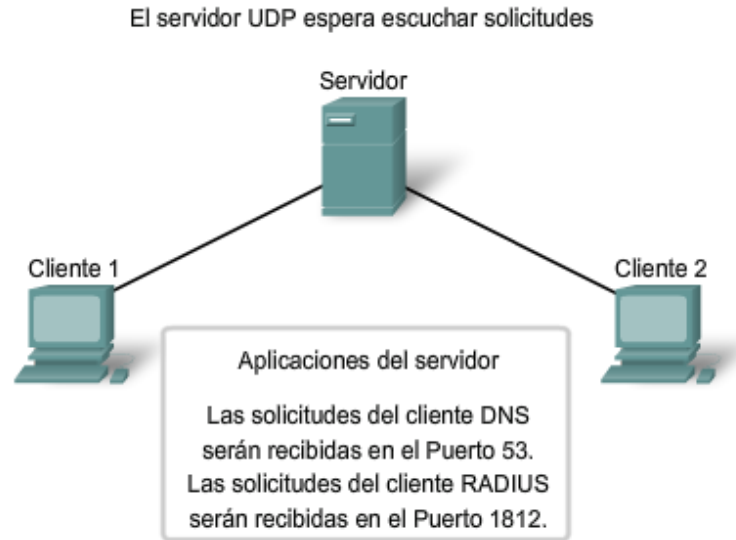 El servidor UDP espera escuchar solicitudes
Servidor
Cliente 1
Cliente 2
Aplicaciones del servidor
Las solicitudes del cliente DNS
serán recibidas en el Puerto 53.
Las solicitudes del cliente RADIUS
serán recibidas en el Puerto 1812.